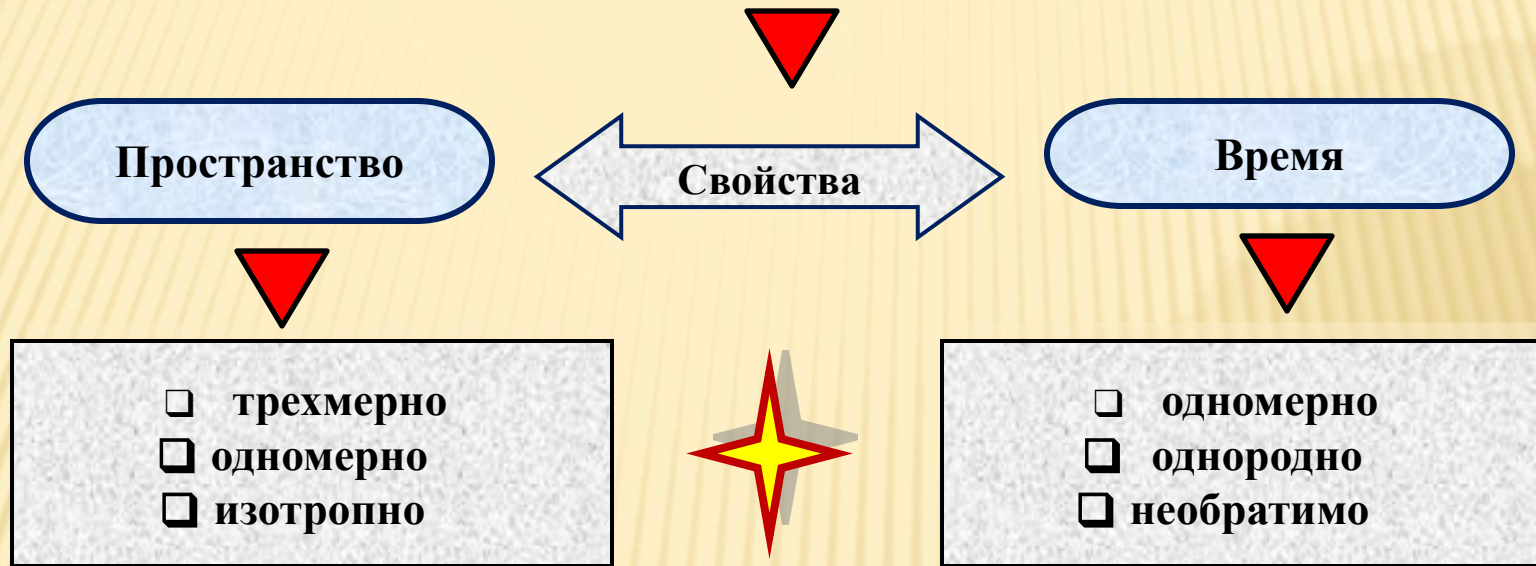 Пространство
Свойства
Время
❑ трехмерно
❑ одномерно
❑ изотропно
❑ одномерно
❑ однородно
❑ необратимо